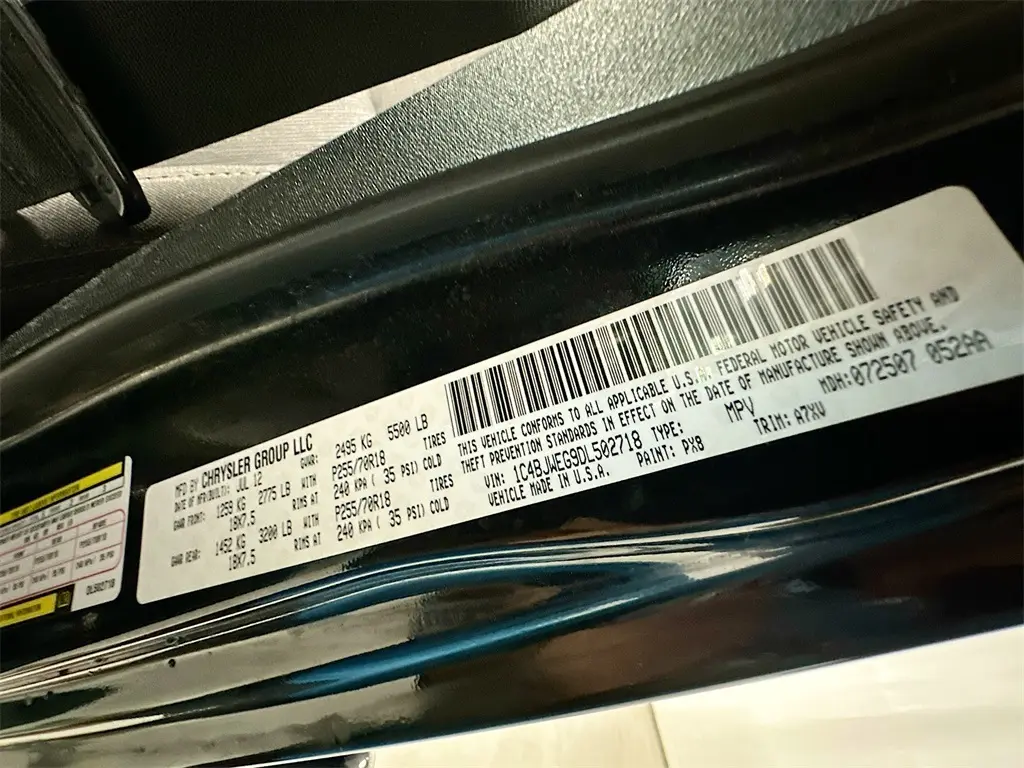 MFD BY CHRYSLER GROUP LLC
DATE OF MFR(BUILT): JUL 12 GVWR: 2495 KG 5500 LB
GAWR FRONT: 1259 KG 2775 LB WITH P255/70R18 TIRES
18X7.5 RIMS AT 240 KPA ( 35 PSI) COLD
GAWR REAR: 1452 KG 3200 LB WITH P255/70R18 TIRES
18X7.5 RIMS AT 240 KPA ( 35 PSI) COLD
THIS VEHICLE CONFORMS TO ALL APPLICABLE U.S.A. FEDERAL MOTOR VEHICLE SAFETY AND
THEFT PREVENTION STANDARDS IN EFFECT ON THE DATE OF MANUFACTURE SHOWN ABOVE.
VIN: 1C4BJWEG9DL502718 TYPE: MPV MDH: 072507 052AA
VEHICLE MADE IN U.S.A. PAINT: PX8 TRIM: A7XV
DL502718